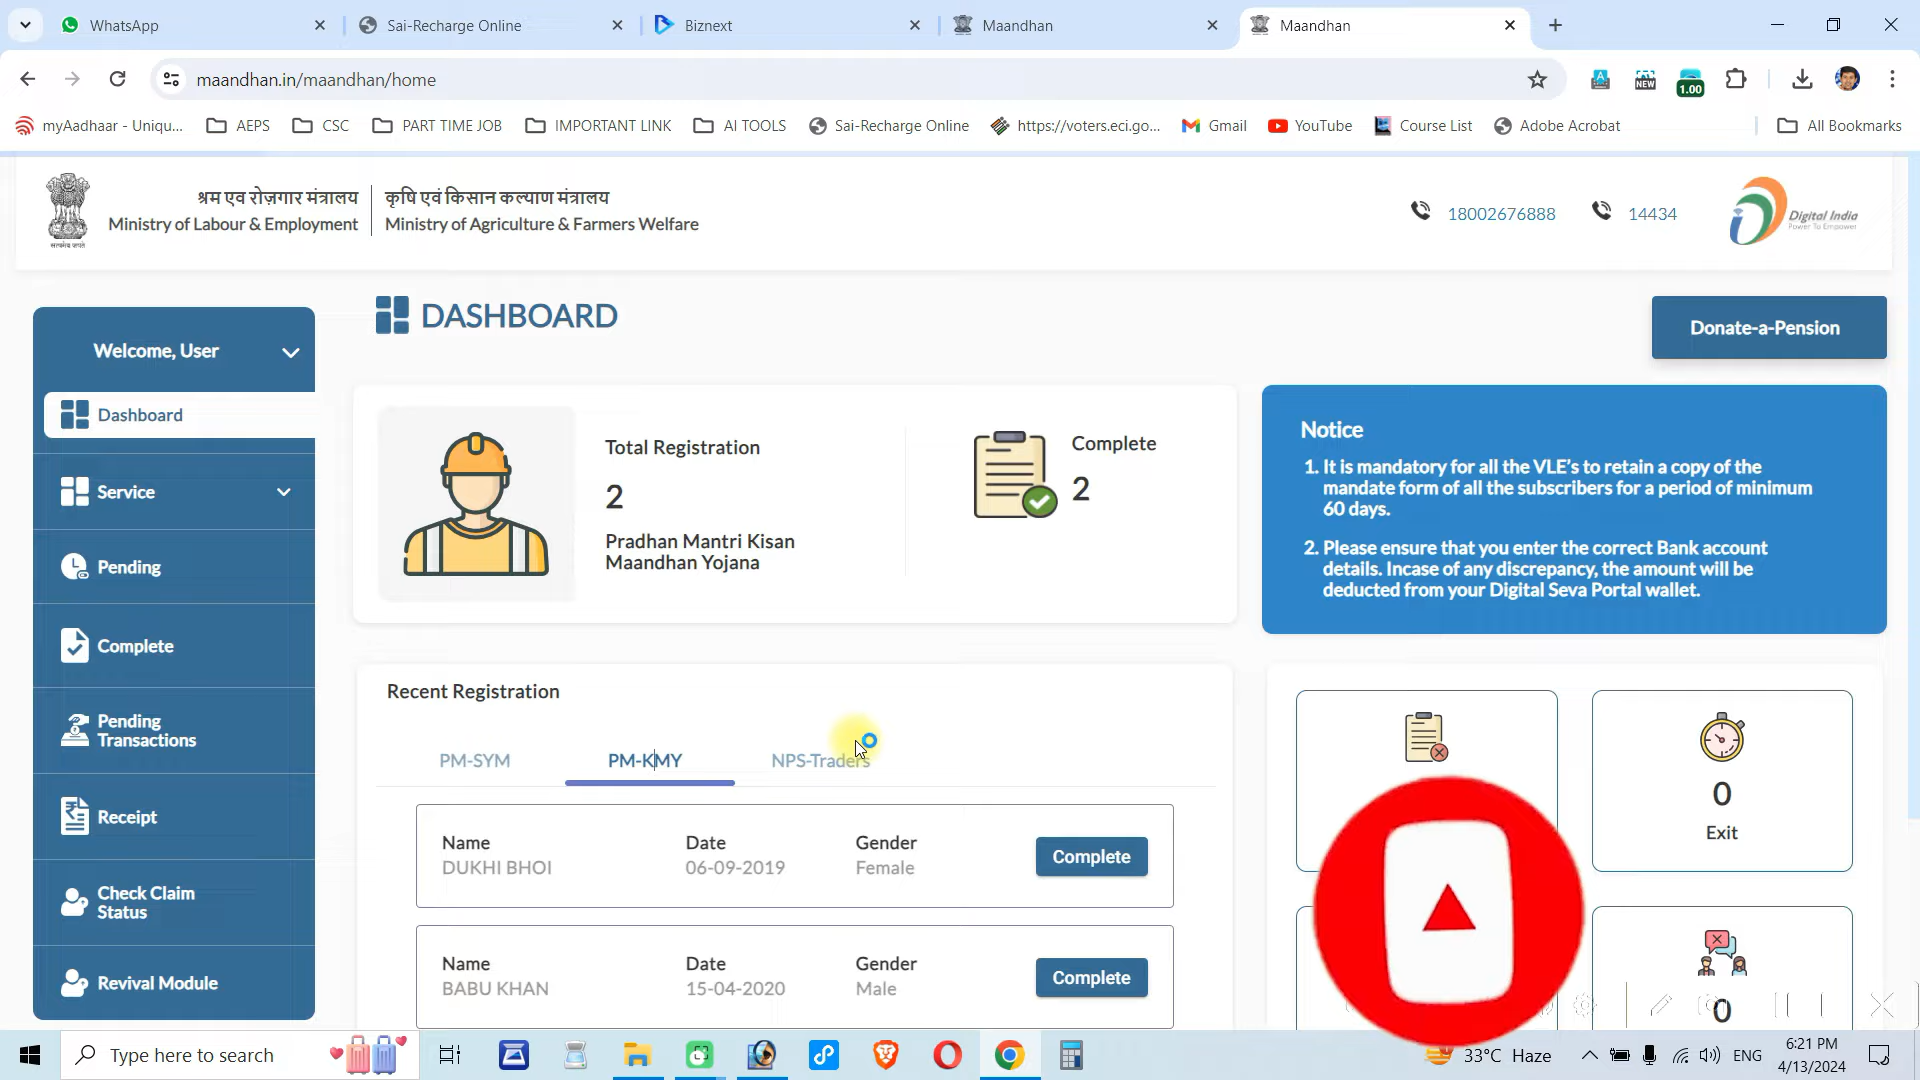 WhatsApp
Sai-Recharge Online
Biznext
Maandhan
Maandhan
maandhan.in/maandhan/home
NEW
1.00
myAadhaar - Uniqu...
AEPS
CSC
PART TIME JOB
IMPORTANT LINK
AI TOOLS
Sai-Recharge Online
https://voters.eci.go...
Gmail
YouTube
Course List
Adobe Acrobat
All Bookmarks
सत्यमेव जयते
श्रम एवं रोज़गार मंत्रालय
Ministry of Labour & Employment
कृषि एवं किसान कल्याण मंत्रालय
Ministry of Agriculture & Farmers Welfare
18002676888
14434
Digital India
Power To Empower
Welcome, User
Dashboard
Service
Pending
Complete
Pending
Transactions
Receipt
Check Claim
Status
Revival Module
DASHBOARD
Donate-a-Pension
Total Registration
2
Pradhan Mantri Kisan
Maandhan Yojana
Complete
2
Notice
1. It is mandatory for all the VLE's to retain a copy of the
mandate form of all the subscribers for a period of minimum
60 days.
2. Please ensure that you enter the correct Bank account
details. Incase of any discrepancy, the amount will be
deducted from your Digital Seva Portal wallet.
Recent Registration
PM-SYM
PM-KMY
NPS-Traders
Name
DUKHI BHOI
Date
06-09-2019
Gender
Female
Complete
Name
BABU KHAN
Date
15-04-2020
Gender
Male
Complete
0
Exit
0
Type here to search
33°C Haze
ENG
6:21 PM
4/13/2024